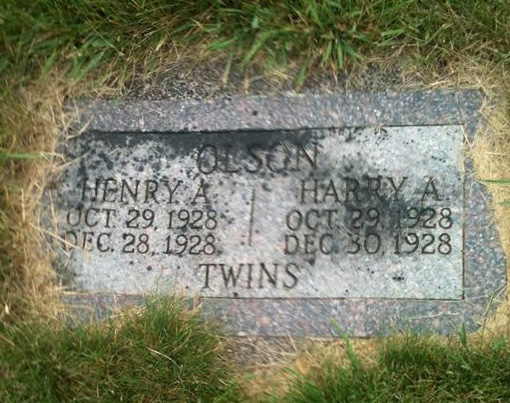 OLSON
HENRY A. HARRY A.
OCT 29, 1928 OCT 29, 1928
DEC. 28, 1928 DEC. 30, 1928
TWINS